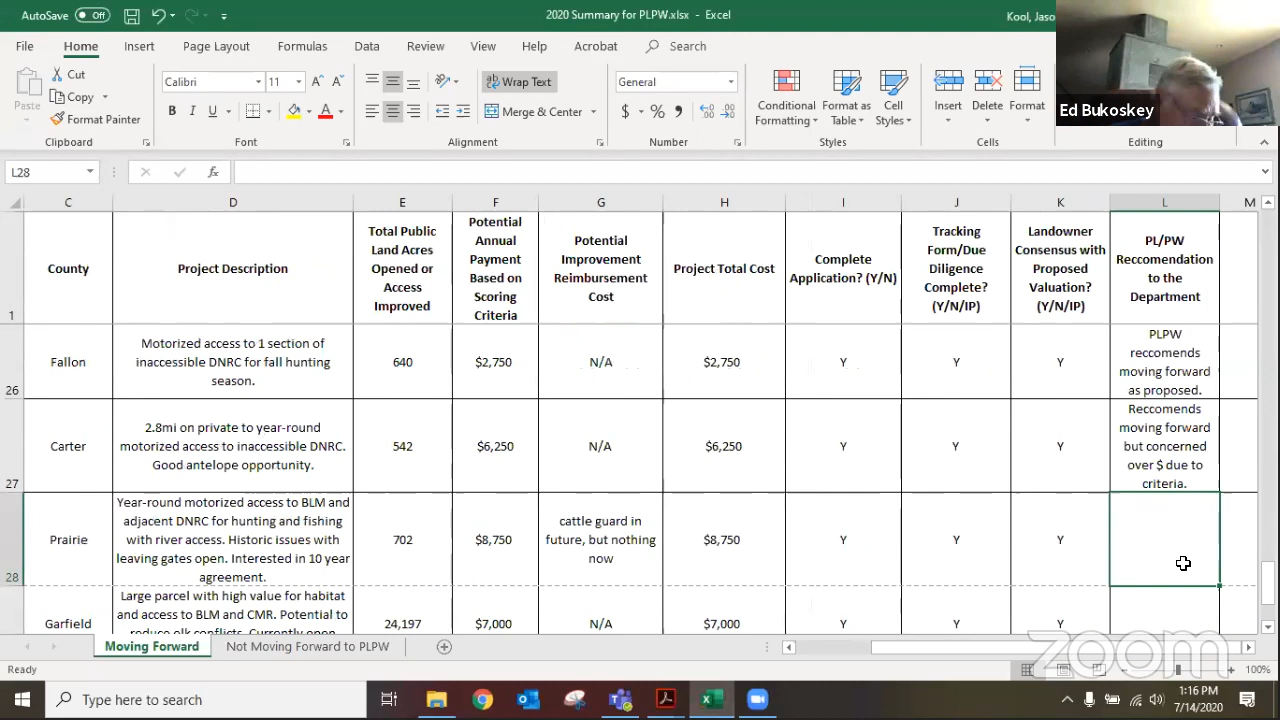 AutoSave Off 2020 Summary for PLPW.xlsx - Excel Kool, Jaso
File Home Insert Page Layout Formulas Data Review View Help Acrobat Search
Paste Cut Copy Format Painter Calibri 11 Wrap Text Merge & Center General Conditional Formatting Format as Table Cell Styles Insert Delete Format
Ed Bukoskey
Clipboard Font Alignment Number Styles Cells Editing
L28 fx
C D E F G H I J K L M
1
County
Project Description
Total Public
Land Acres
Opened or
Access
Improved
Potential
Annual
Payment
Based on
Scoring
Criteria
Potential
Improvement
Reimbursement
Cost
Project Total Cost
Complete
Application? (Y/N)
Tracking
Form/Due
Diligence
Complete?
(Y/N/IP)
Landowner
Consensus with
Proposed
Valuation?
(Y/N/IP)
PL/PW
Reccomendation
to the
Department
26
Fallon
Motorized access to 1 section of
inaccessible DNRC for fall hunting
season.
640
$2,750
N/A
$2,750
Y
Y
Y
PLPW
reccomends
moving forward
as proposed.
27
Carter
2.8mi on private to year-round
motorized access to inaccessible DNRC.
Good antelope opportunity.
542
$6,250
N/A
$6,250
Y
Y
Y
Reccomends
moving forward
but concerned
over $ due to
criteria.
28
Prairie
Year-round motorized access to BLM and
adjacent DNRC for hunting and fishing
with river access. Historic issues with
leaving gates open. Interested in 10 year
agreement.
702
$8,750
cattle guard in
future, but nothing
now
$8,750
Y
Y
Y
Garfield
Large parcel with high value for habitat
and access to BLM and CMR. Potential to
reduce elk conflicts. Currently open
24,197
$7,000
N/A
$7,000
Y
Y
Y
Moving Forward Not Moving Forward to PLPW
zoom
Ready 100%
Type here to search
1:16 PM
7/14/2020